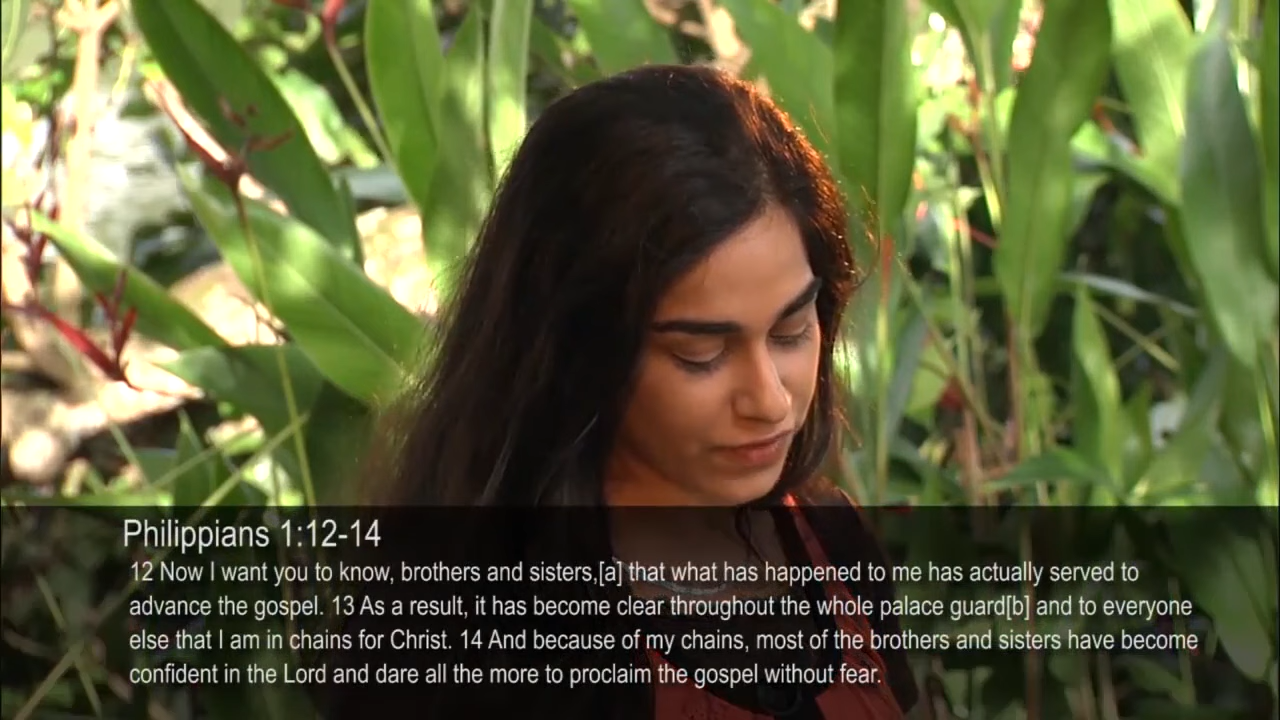 Philippians 1:12-14
12 Now I want you to know, brothers and sisters,[a] that what has happened to me has actually served to
advance the gospel. 13 As a result, it has become clear throughout the whole palace guard[b] and to everyone
else that I am in chains for Christ. 14 And because of my chains, most of the brothers and sisters have become
confident in the Lord and dare all the more to proclaim the gospel without fear.